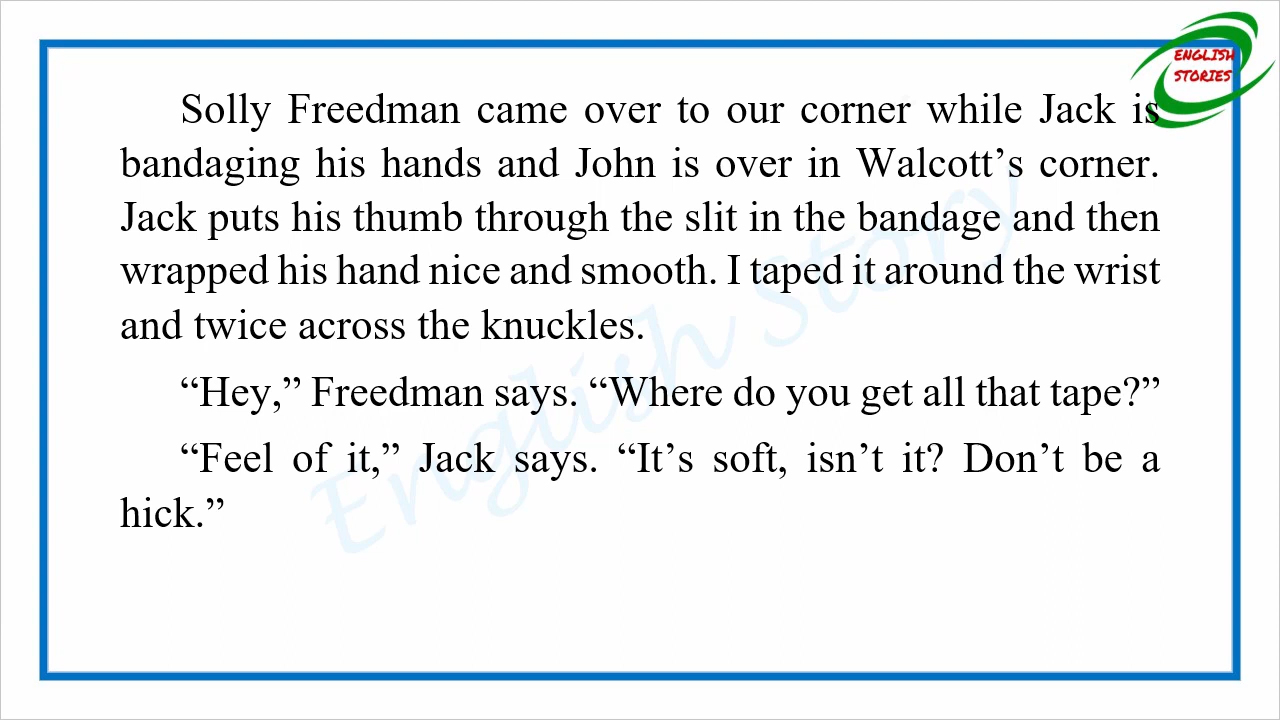 ENGLISH
STORIES
Solly Freedman came over to our corner while Jack is
bandaging his hands and John is over in Walcott’s corner.
Jack puts his thumb through the slit in the bandage and then
wrapped his hand nice and smooth. I taped it around the wrist
and twice across the knuckles.
“Hey,” Freedman says. “Where do you get all that tape?”
“Feel of it,” Jack says. “It’s soft, isn’t it? Don’t be a
hick.”
English Story